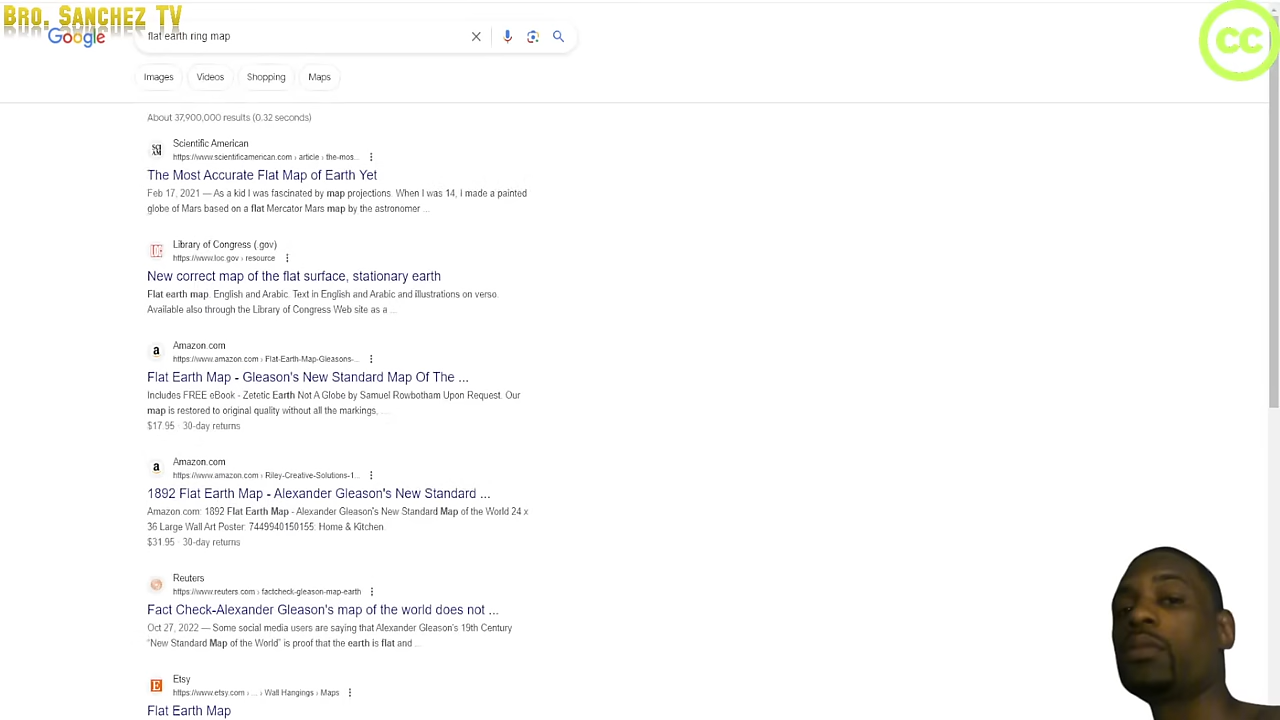 BRO. SANCHEZ TV
CC
Google
flat earth ring map
Images
Videos
Shopping
Maps
About 37,900,000 results (0.32 seconds)
SCI
AM
Scientific American
https://www.scientificamerican.com › article › the-mos...
The Most Accurate Flat Map of Earth Yet
Feb 17, 2021 — As a kid I was fascinated by map projections. When I was 14, I made a painted
globe of Mars based on a flat Mercator Mars map by the astronomer ...
Library of Congress (.gov)
https://www.loc.gov › resource
New correct map of the flat surface, stationary earth
Flat earth map. English and Arabic. Text in English and Arabic and illustrations on verso.
Available also through the Library of Congress Web site as a ...
a
Amazon.com
https://www.amazon.com › Flat-Earth-Map-Gleasons-...
Flat Earth Map - Gleason's New Standard Map Of The ...
Includes FREE eBook - Zetetic Earth Not A Globe by Samuel Rowbotham Upon Request. Our
map is restored to original quality without all the markings, ...
$17.95 · 30-day returns
a
Amazon.com
https://www.amazon.com › Riley-Creative-Solutions-1...
1892 Flat Earth Map - Alexander Gleason's New Standard ...
Amazon.com: 1892 Flat Earth Map - Alexander Gleason's New Standard Map of the World 24 x
36 Large Wall Art Poster: 7449940150155: Home & Kitchen.
$31.95 · 30-day returns
Reuters
https://www.reuters.com › factcheck-gleason-map-earth
Fact Check-Alexander Gleason's map of the world does not ...
Oct 27, 2022 — Some social media users are saying that Alexander Gleason's 19th Century
"New Standard Map of the World" is proof that the earth is flat and ...
E
Etsy
https://www.etsy.com › ... › Wall Hangings › Maps
Flat Earth Map